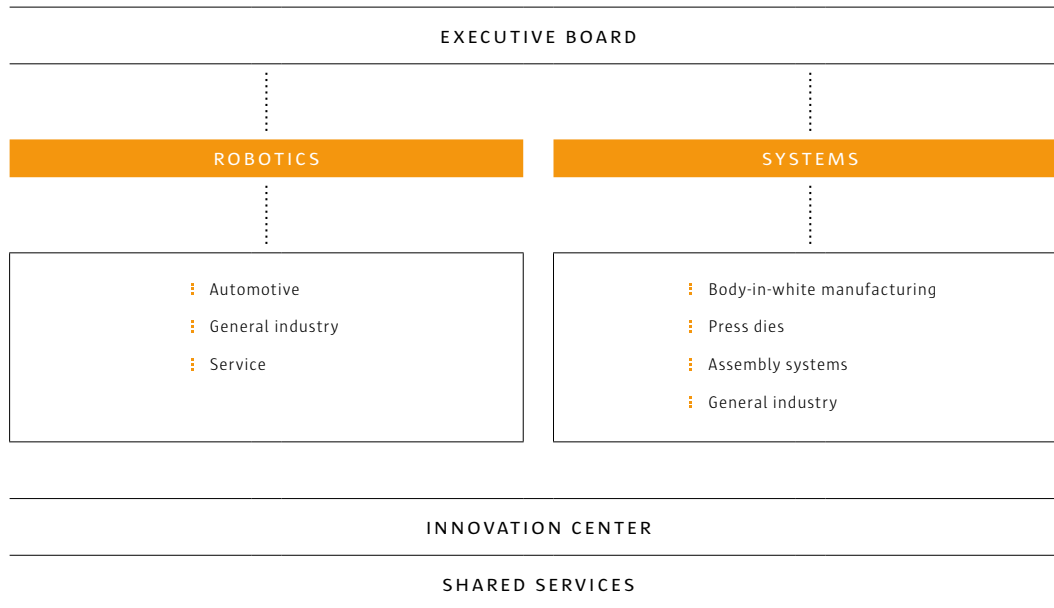 EXECUTIVE BOARD
ROBOTICS
SYSTEMS
Automotive
General industry
Service
Body-in-white manufacturing
Press dies
Assembly systems
General industry
INNOVATION CENTER
SHARED SERVICES